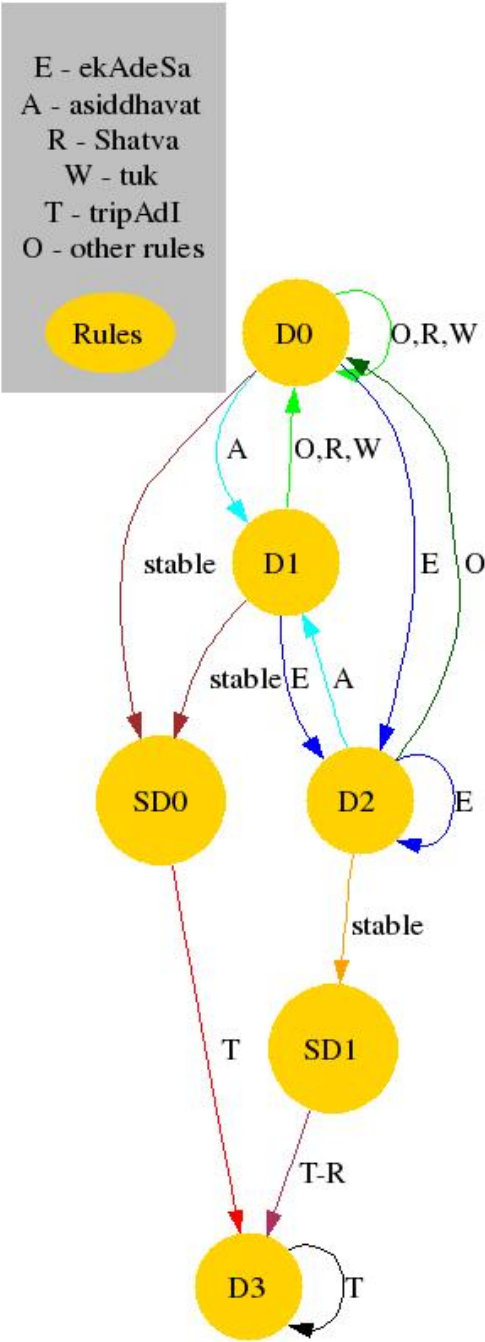 E - ekAdeSa
A - asiddhavat
R - Shatva
W - tuk
T - tripAdI
O - other rules
Rules
D0
O,R,W
A
O,R,W
stable
D1
E
O
stable
E
A
SD0
D2
E
stable
T
SD1
T-R
D3
T